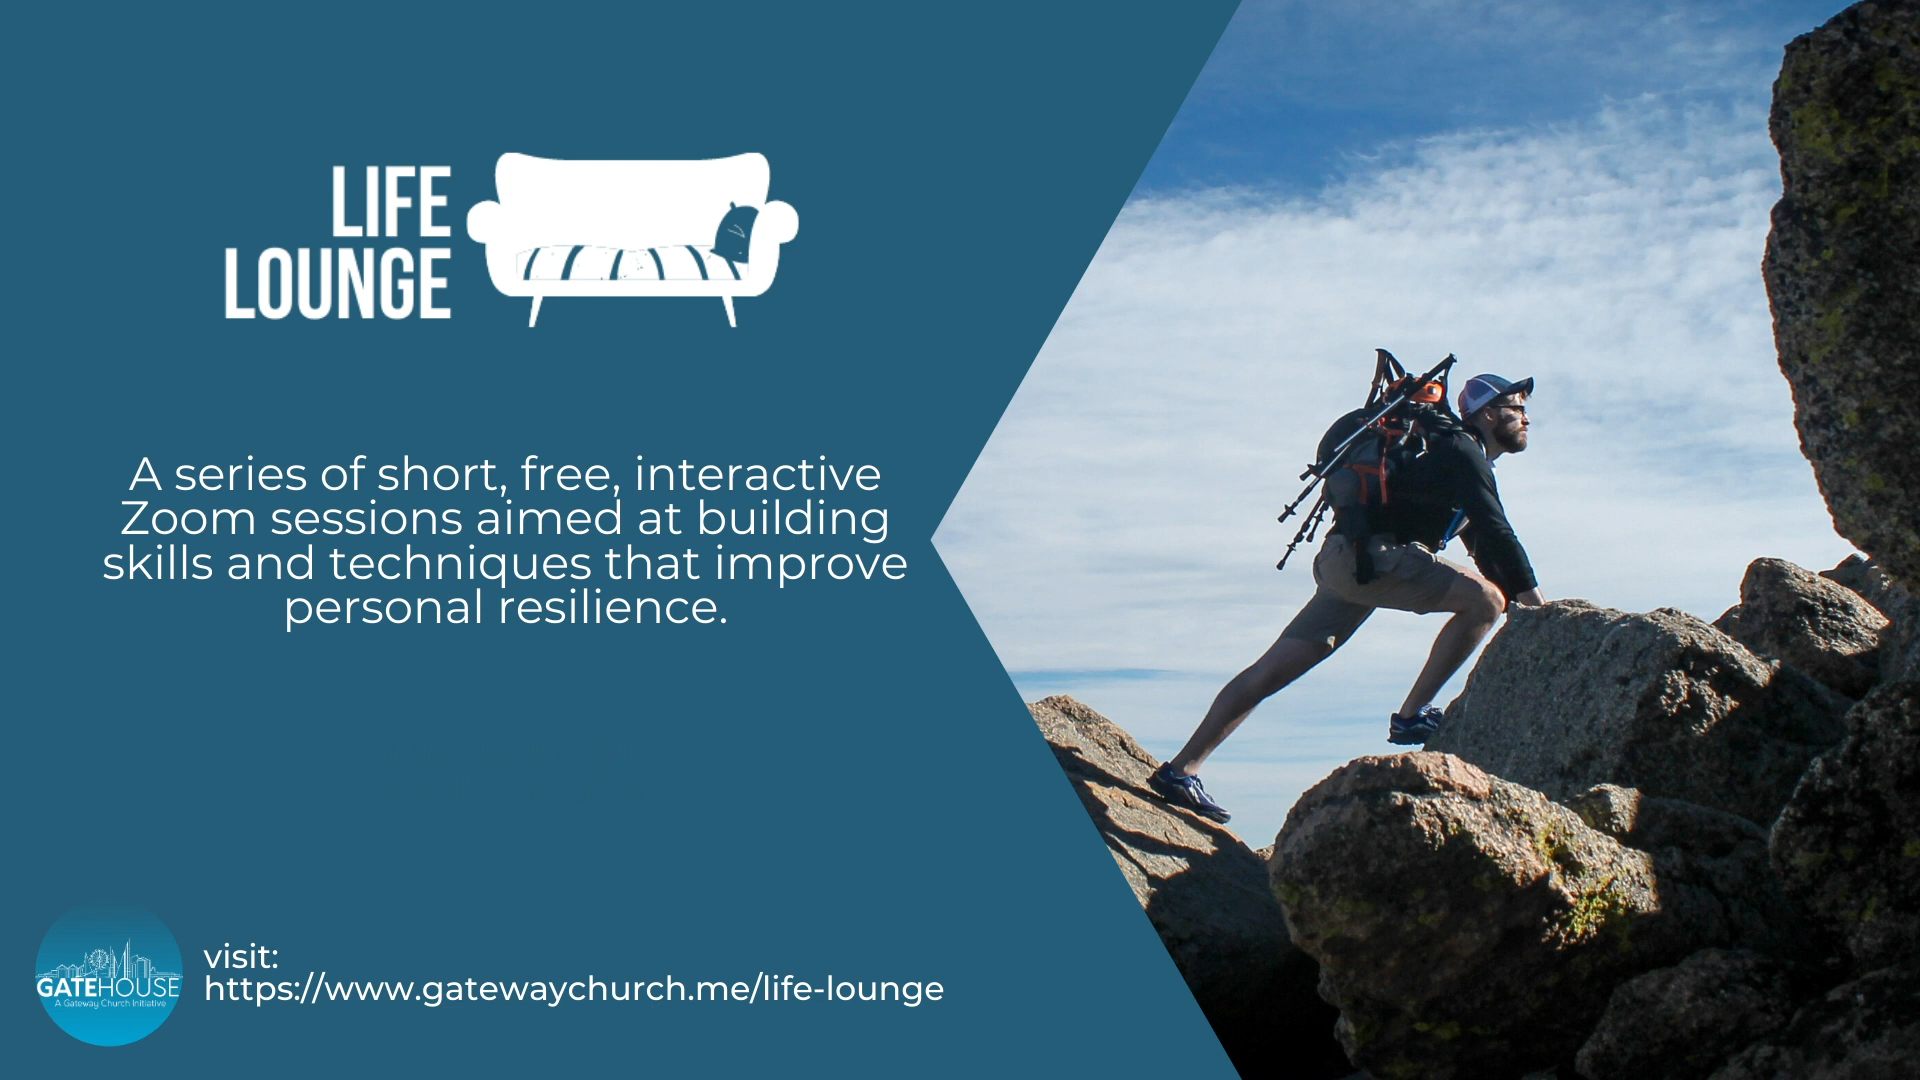 LIFE
LOUNGE
A series of short, free, interactive
Zoom sessions aimed at building
skills and techniques that improve
personal resilience.
GATEHOUSE
A Gateway Church Initiative
visit:
https://www.gatewaychurch.me/life-lounge